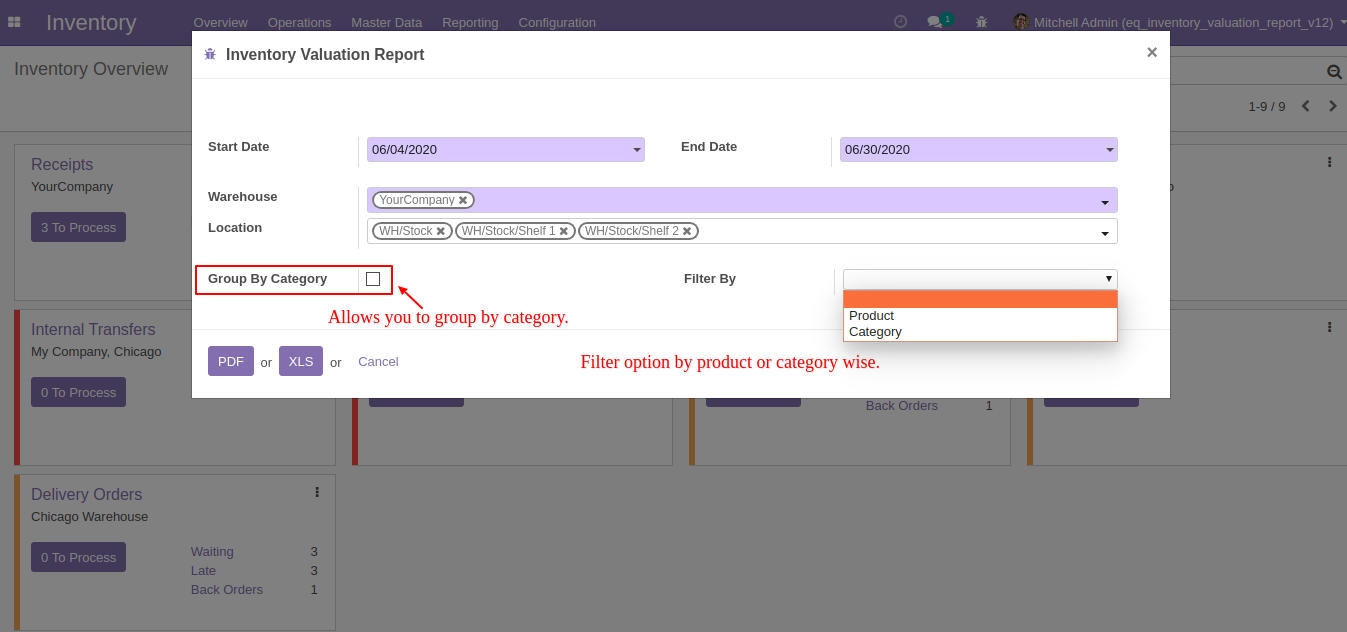 Inventory Overview Operations Master Data Reporting Configuration 1 Mitchell Admin (eq_inventory_valuation_report_v12)
Inventory Overview
1-9 / 9
Inventory Valuation Report ×
Start Date 06/04/2020 End Date 06/30/2020
Warehouse YourCompany
Location WH/Stock WH/Stock/Shelf 1 WH/Stock/Shelf 2
Group By Category Filter By
Product
Category
Allows you to group by category.
PDF or XLS or Cancel
Filter option by product or category wise.
Receipts
YourCompany
3 To Process
Internal Transfers
My Company, Chicago
0 To Process
Back Orders 1
Delivery Orders
Chicago Warehouse
0 To Process
Waiting 3
Late 3
Back Orders 1